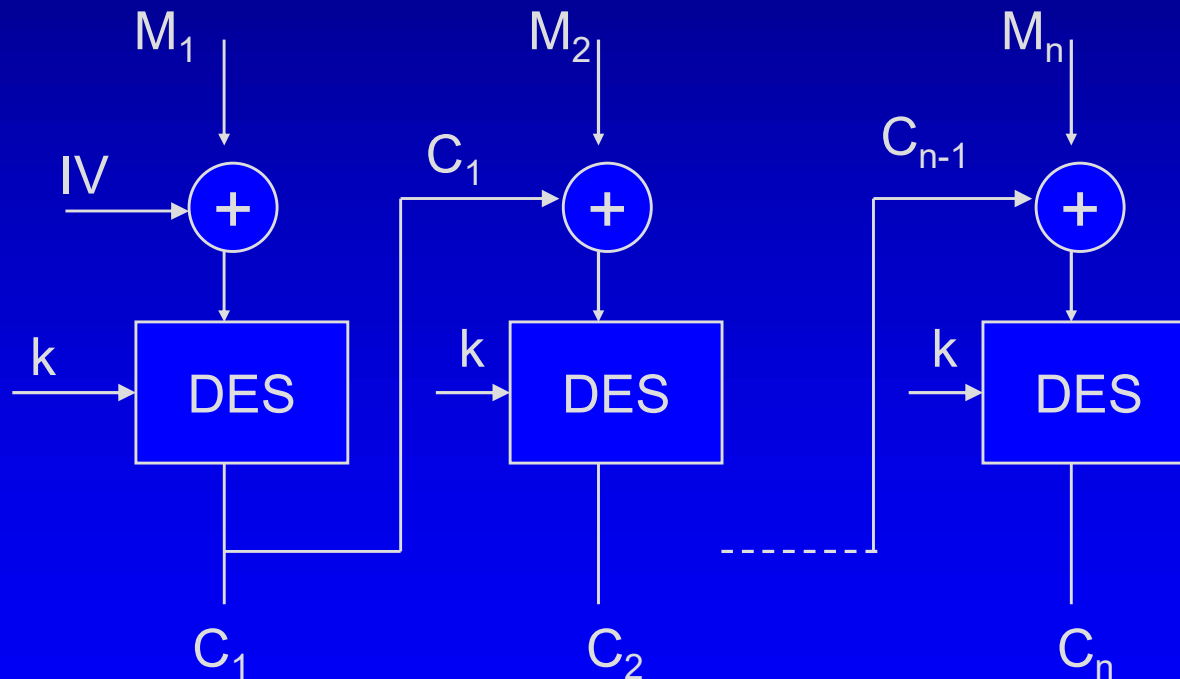 M₁ M₂ Mₙ
IV C₁ Cₙ₋₁
+ + +
k DES k DES k DES
C₁ C₂ Cₙ